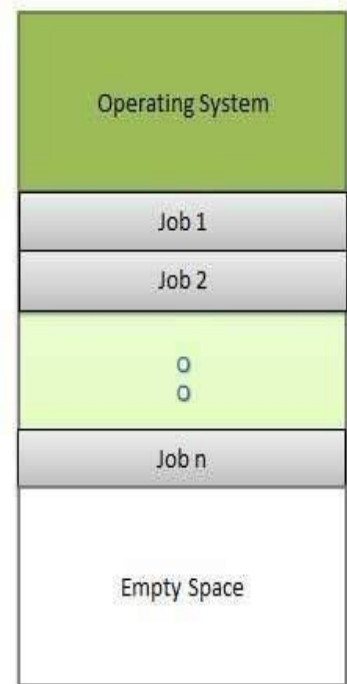 Operating System
Job 1
Job 2
o
o
Job n
Empty Space